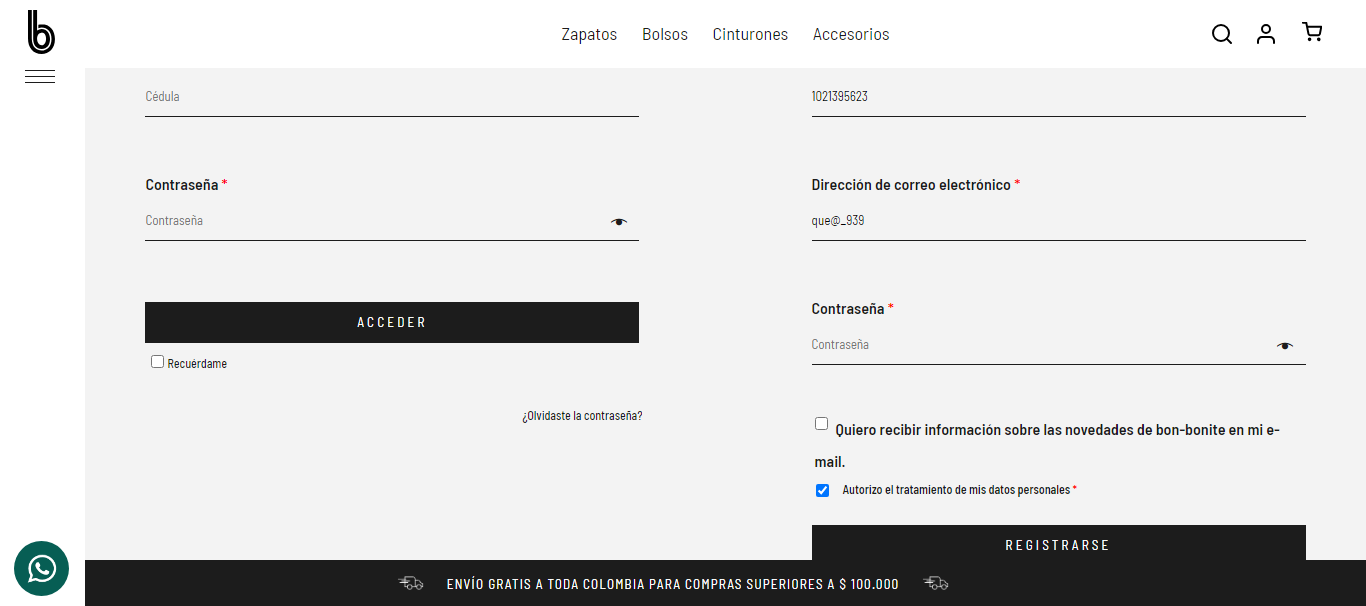 b
Zapatos Bolsos Cinturones Accesorios
Cédula
Contraseña *
Contraseña
ACCEDER
Recuérdame
¿Olvidaste la contraseña?
1021395623
Dirección de correo electrónico *
que@_939
Contraseña *
Contraseña
Quiero recibir información sobre las novedades de bon-bonite en mi e-
mail.
Autorizo el tratamiento de mis datos personales *
REGISTRARSE
ENVÍO GRATIS A TODA COLOMBIA PARA COMPRAS SUPERIORES A $ 100.000